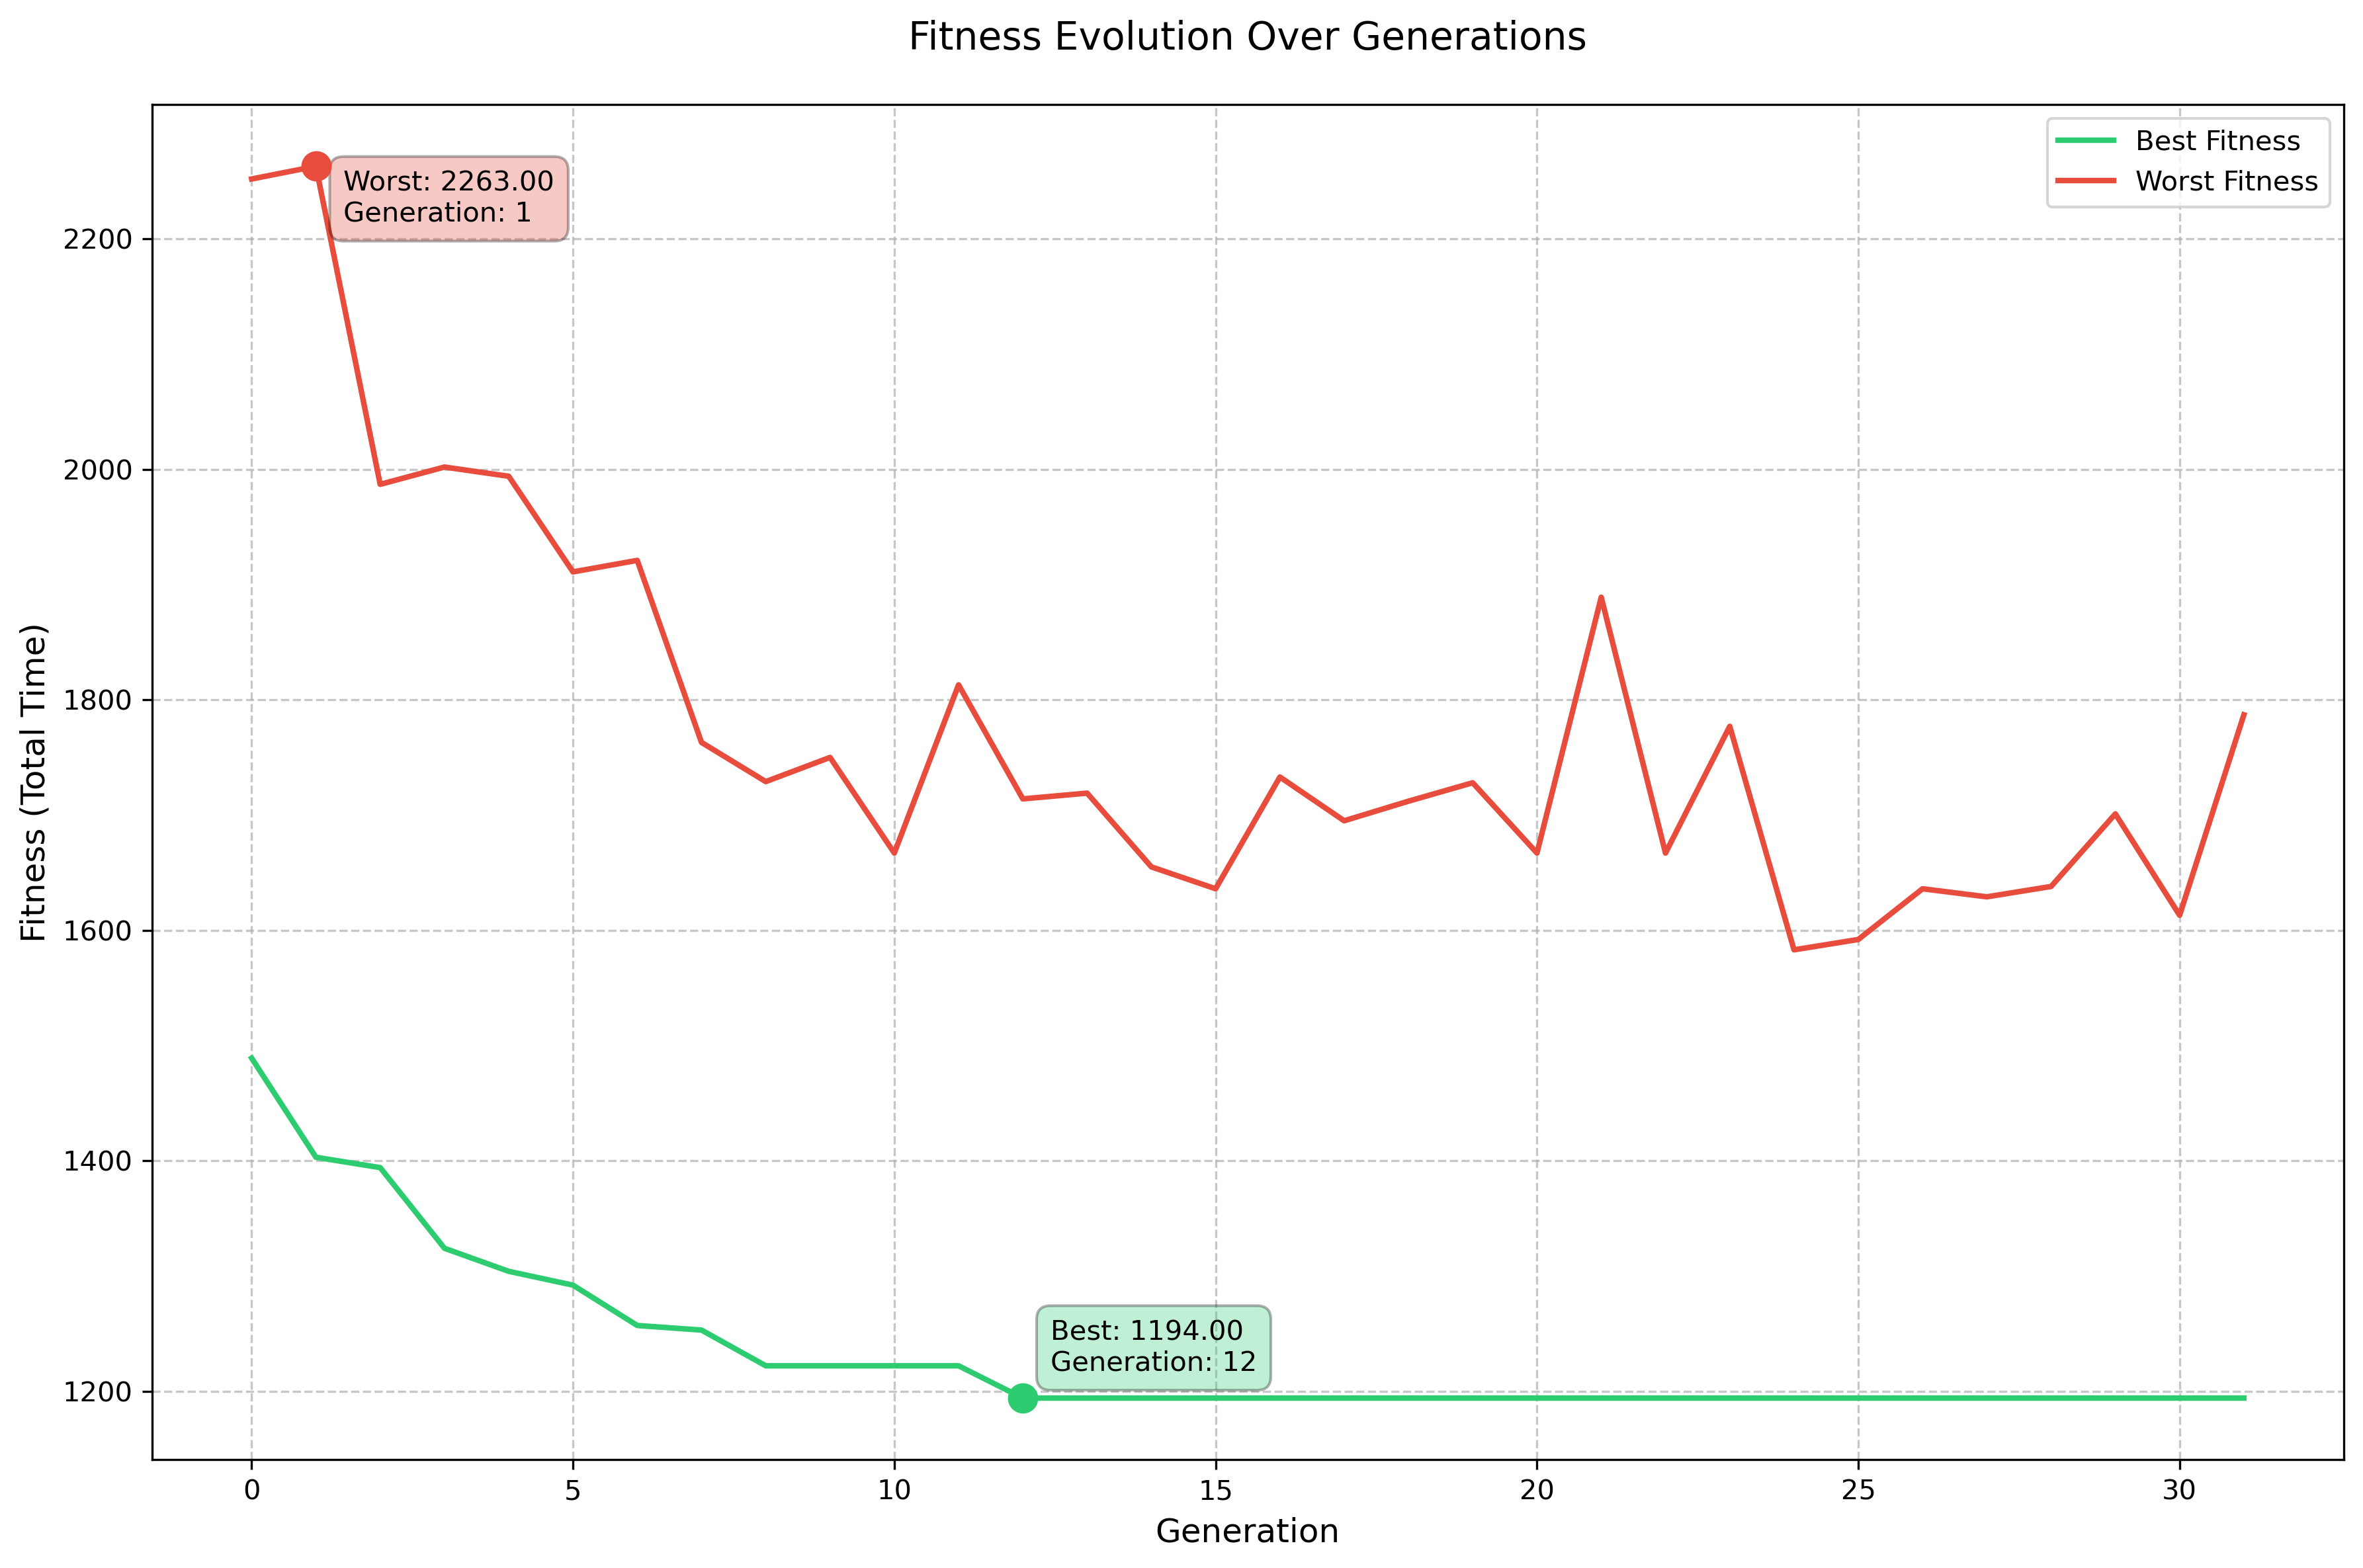 Fitness Evolution Over Generations
Best Fitness
Worst Fitness
Worst: 2263.00
Generation: 1
2200
2000
1800
1600
1400
1200
Fitness (Total Time)
Best: 1194.00
Generation: 12
0 5 10 15 20 25 30
Generation